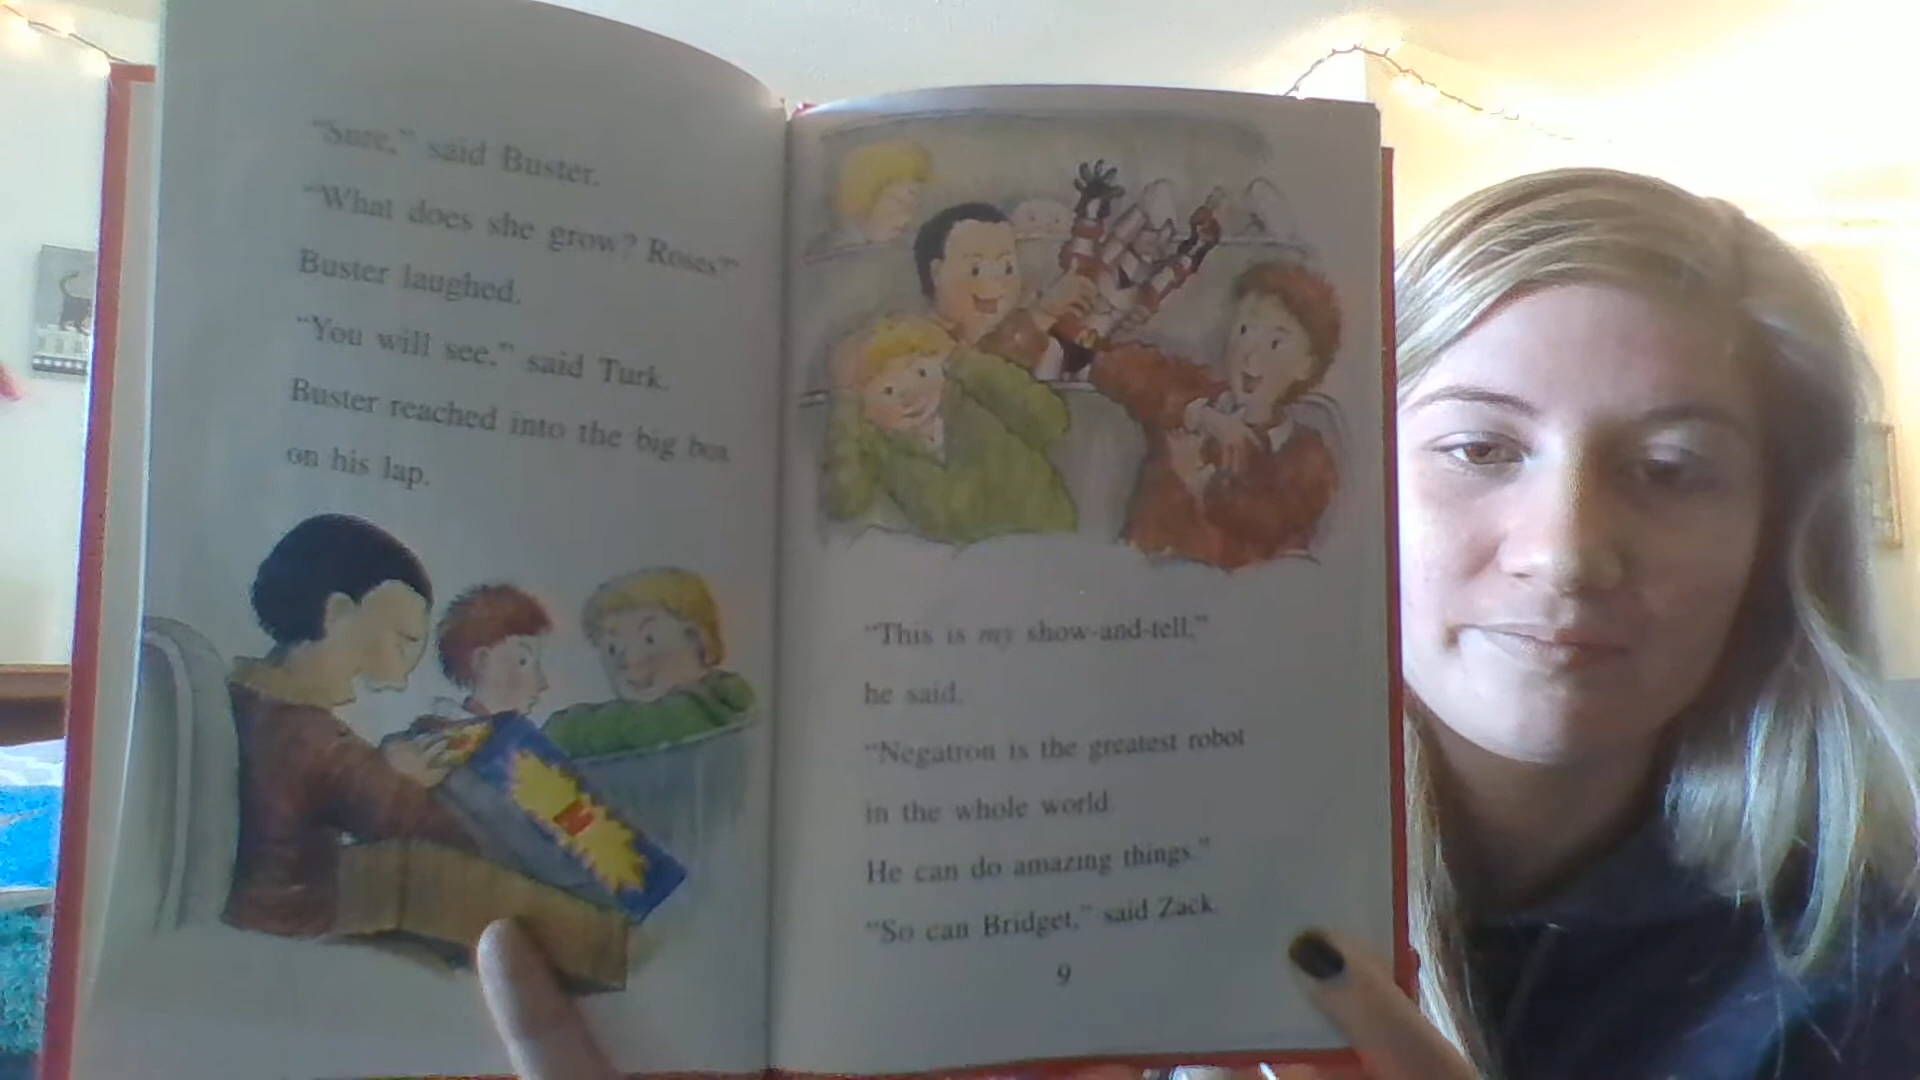 "Sure," said Buster.
"What does she grow? Roses?"
Buster laughed.
"You will see," said Turk.
Buster reached into the big box
on his lap.
"This is my show-and-tell,"
he said.
"Negatron is the greatest robot
in the whole world.
He can do amazing things."
"So can Bridget," said Zack.
9